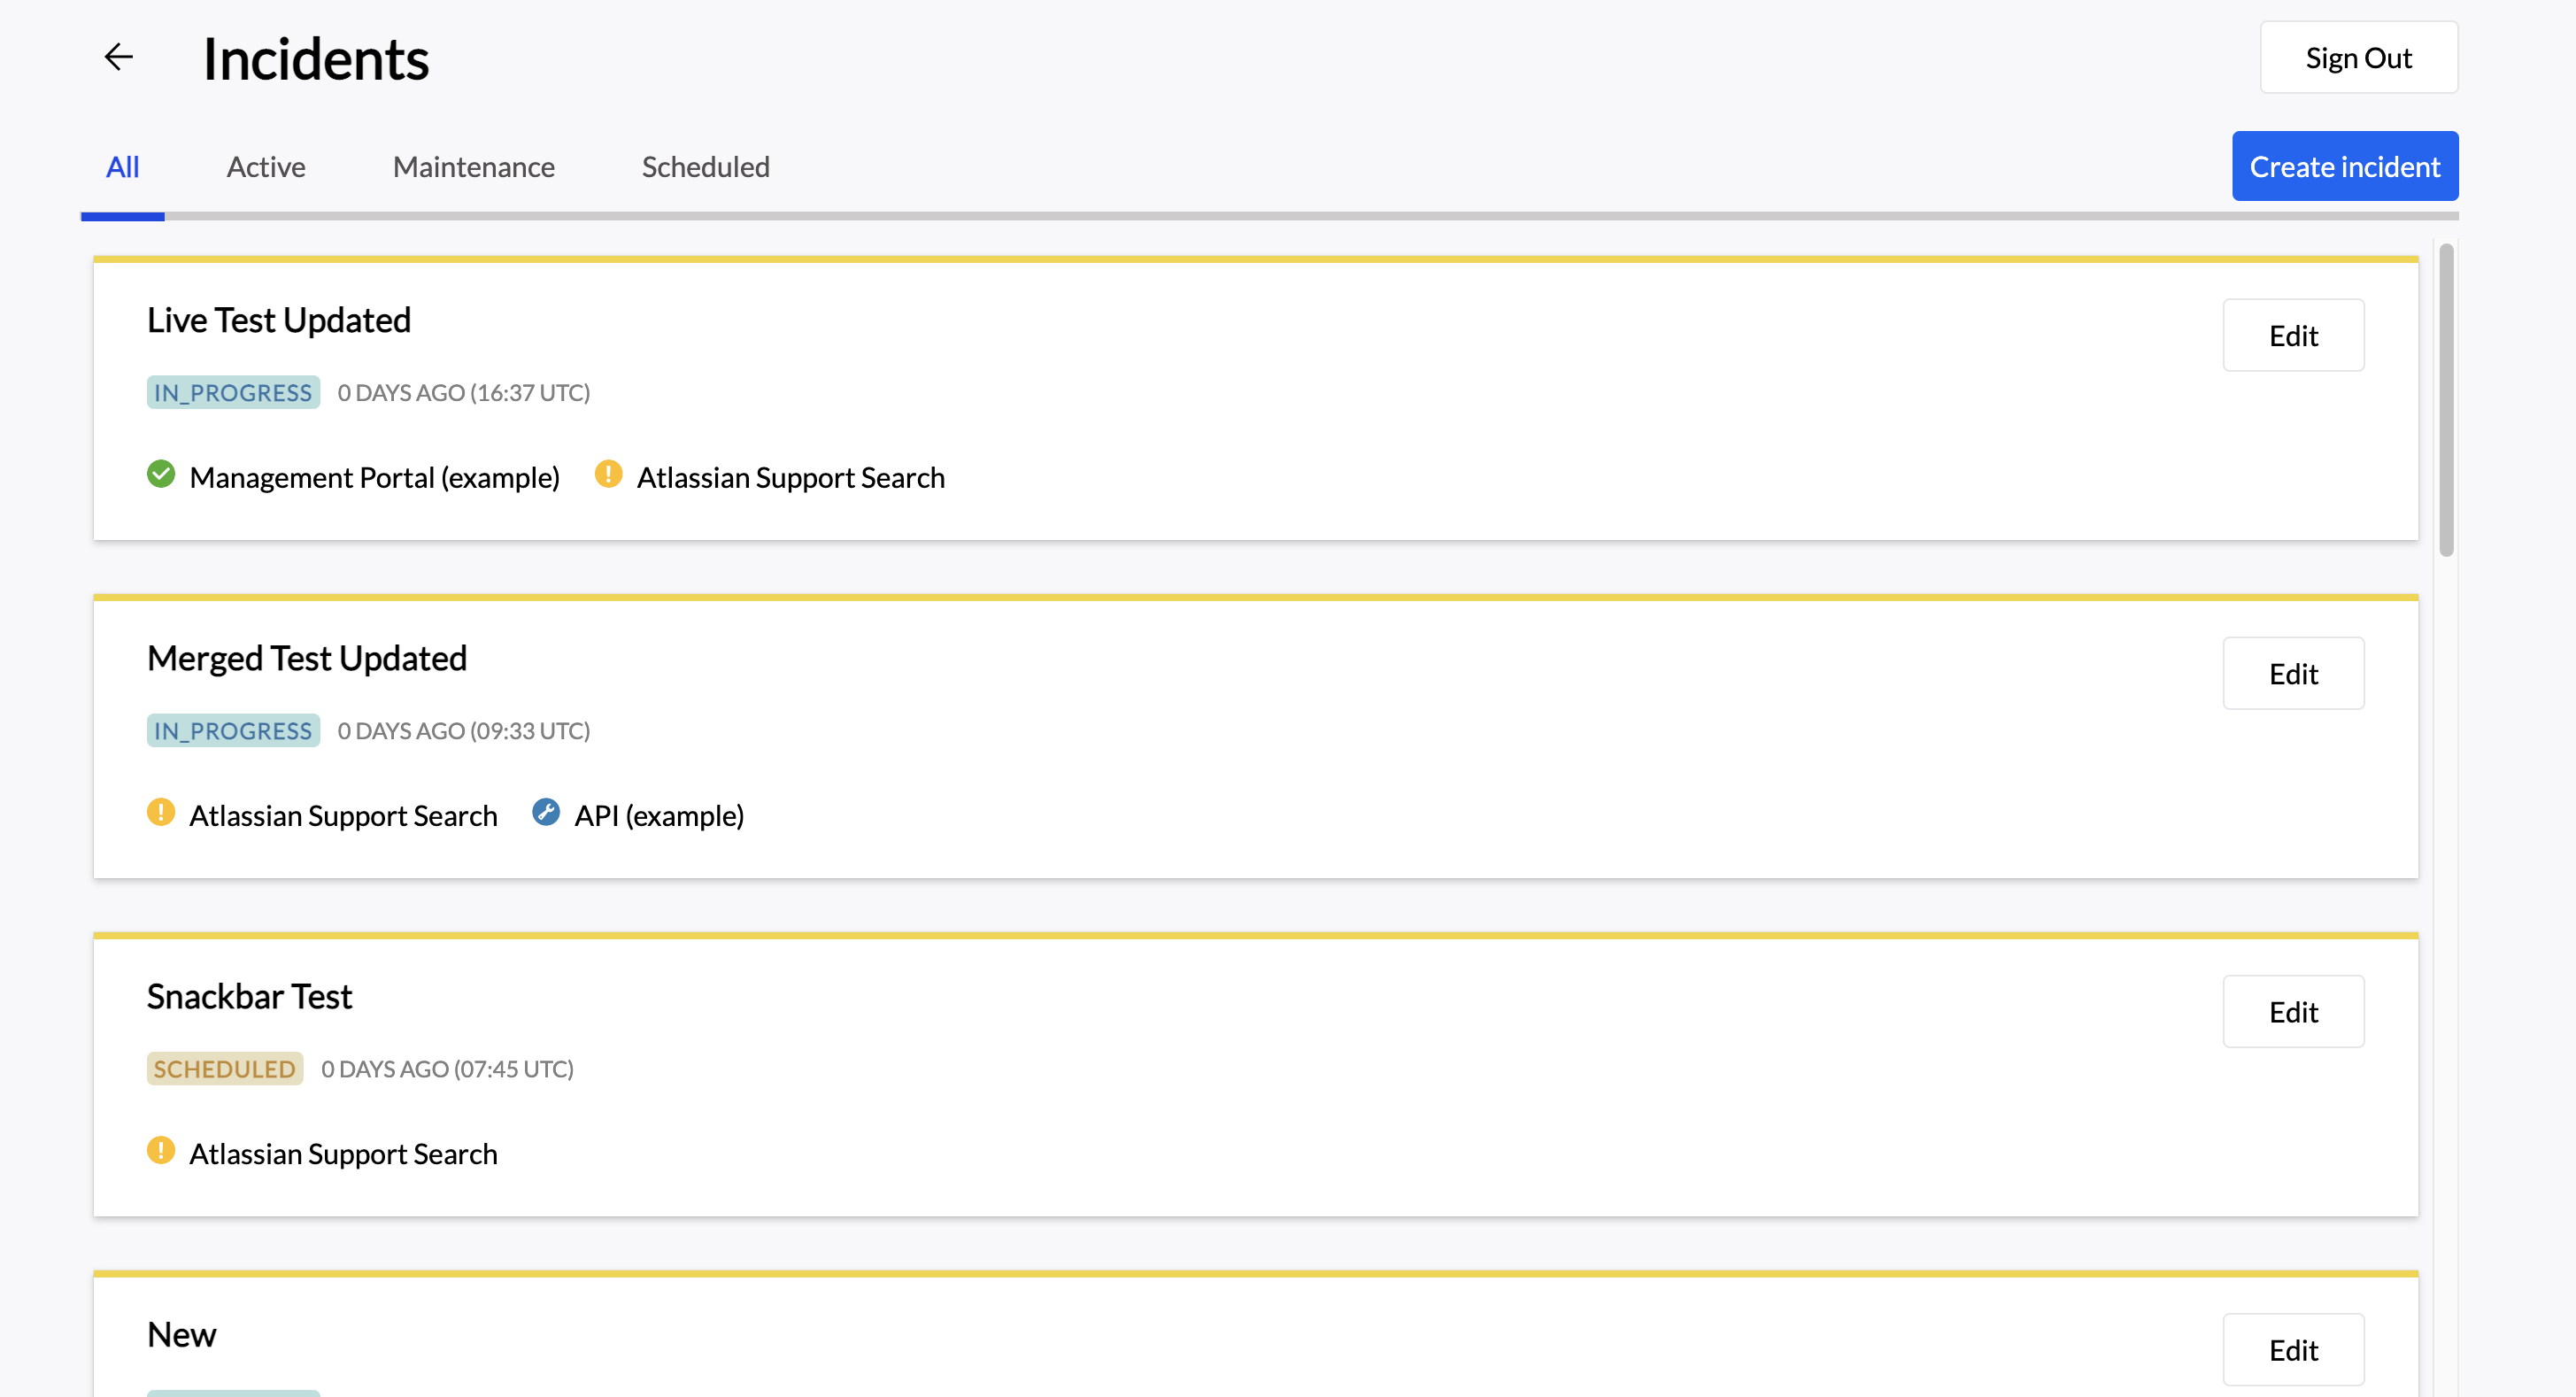 Incidents
Sign Out
All
Active
Maintenance
Scheduled
Create incident
Live Test Updated
Edit
IN_PROGRESS 0 DAYS AGO (16:37 UTC)
Management Portal (example) Atlassian Support Search
Merged Test Updated
Edit
IN_PROGRESS 0 DAYS AGO (09:33 UTC)
Atlassian Support Search API (example)
Snackbar Test
Edit
SCHEDULED 0 DAYS AGO (07:45 UTC)
Atlassian Support Search
New
Edit